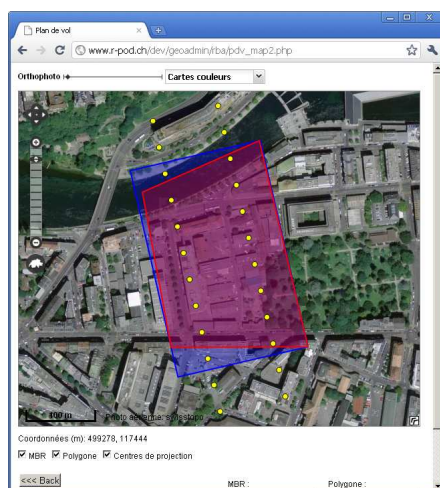 Plan de vol
www.r-pod.ch/dev/geoadmin/rba/pdv_map2.php
Orthophoto Cartes couleurs
100 m Photo aérienne: swisstopo
Coordonnées (m): 499278, 117444
MBR Polygone Centres de projection
<<< Back
MBR : Polygone :